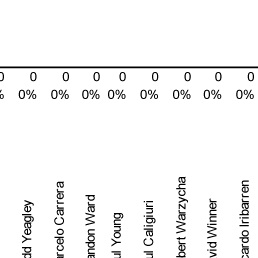 0 0 0 0 0 0 0 0 0
% 0% 0% 0% 0% 0% 0% 0% 0%
dd Yeagley
rcelo Carrera
ndon Ward
ul Young
ul Caligiuri
bert Warzycha
vid Winner
cardo Iribarren